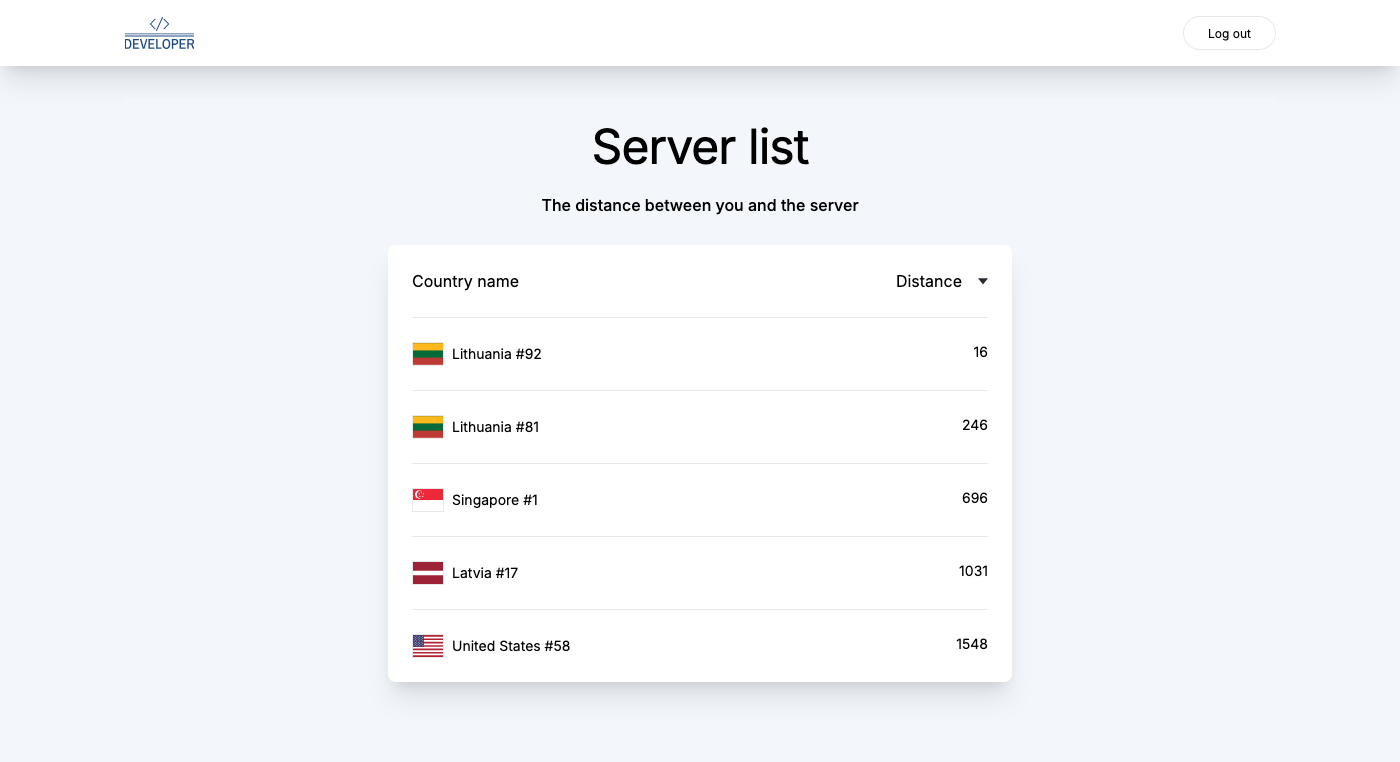 </>
DEVELOPER
Log out
Server list
The distance between you and the server
Country name Distance
Lithuania #92 16
Lithuania #81 246
Singapore #1 696
Latvia #17 1031
United States #58 1548